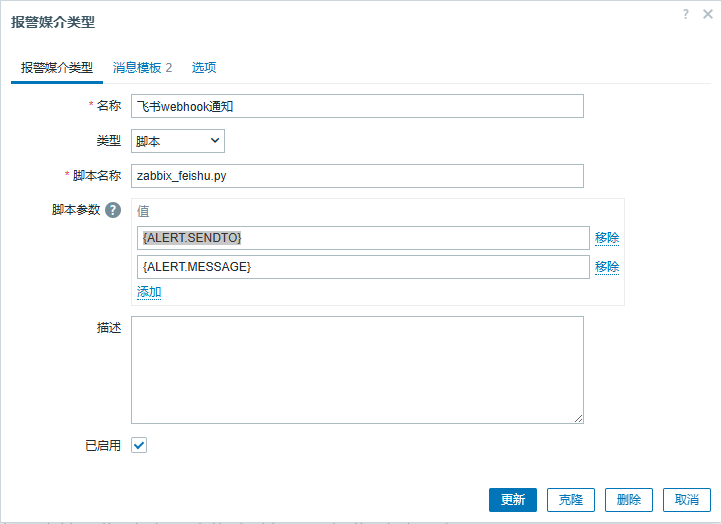 报警媒介类型
? ×
报警媒介类型 消息模板 2 选项
* 名称 飞书webhook通知
类型 脚本
* 脚本名称 zabbix_feishu.py
脚本参数 ? 值
{ALERT.SENDTO} 移除
{ALERT.MESSAGE} 移除
添加
描述
已启用
更新 克隆 删除 取消